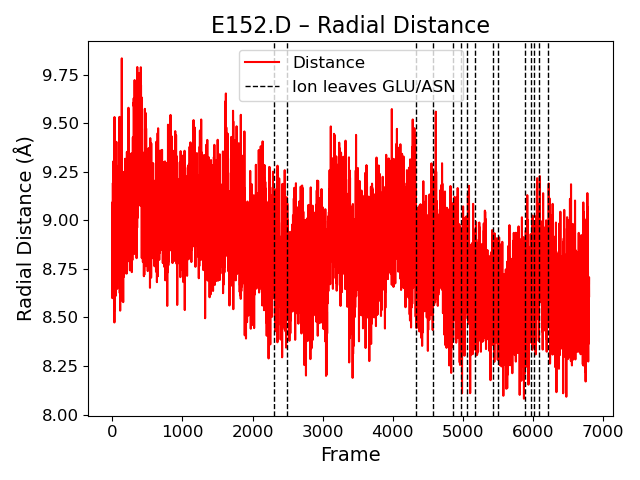 E152.D – Radial Distance
Distance
Ion leaves GLU/ASN
Radial Distance (Å)
9.75
9.50
9.25
9.00
8.75
8.50
8.25
8.00
0 1000 2000 3000 4000 5000 6000 7000
Frame